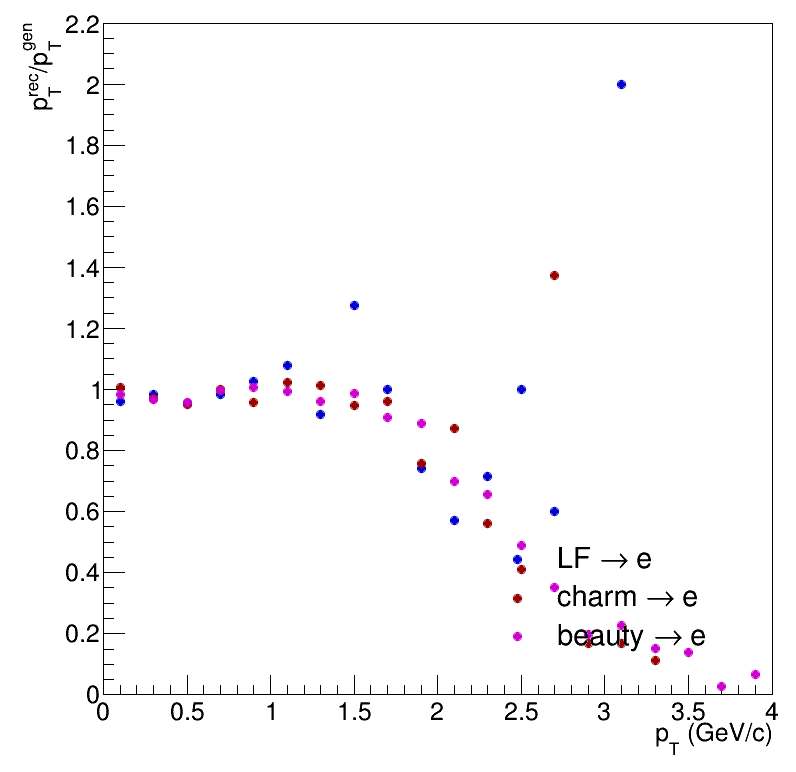 p_T^rec/p_T^gen
2.2
2
1.8
1.6
1.4
1.2
1
0.8
0.6
0.4
0.2
0
LF → e
charm → e
beauty → e
0 0.5 1 1.5 2 2.5 3 3.5 4
p_T (GeV/c)